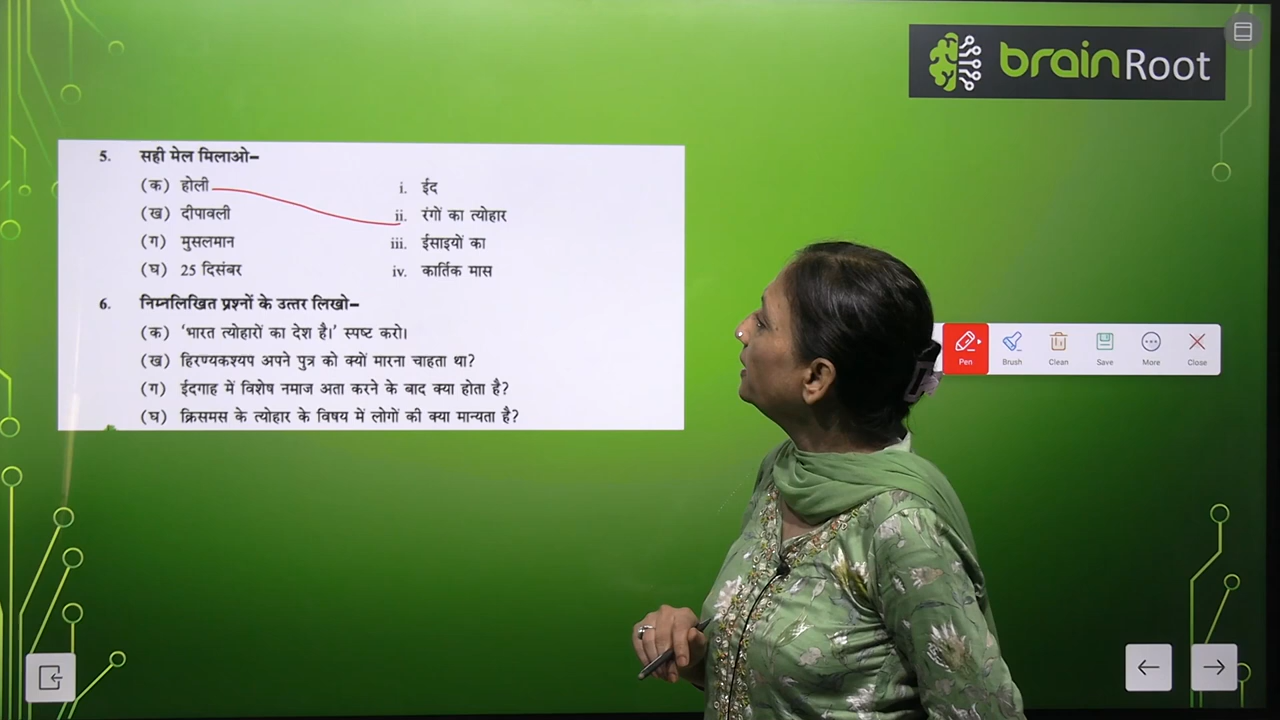 brainRoot
5. सही मेल मिलाओ–
(क) होली i. ईद
(ख) दीपावली ii. रंगों का त्योहार
(ग) मुसलमान iii. ईसाइयों का
(घ) 25 दिसंबर iv. कार्तिक मास
6. निम्नलिखित प्रश्नों के उत्तर लिखो–
(क) 'भारत त्योहारों का देश है।' स्पष्ट करो।
(ख) हिरण्यकश्यप अपने पुत्र को क्यों मारना चाहता था?
(ग) ईदगाह में विशेष नमाज अता करने के बाद क्या होता है?
(घ) क्रिसमस के त्योहार के विषय में लोगों की क्या मान्यता है?
Pen Brush Clean Save More Close